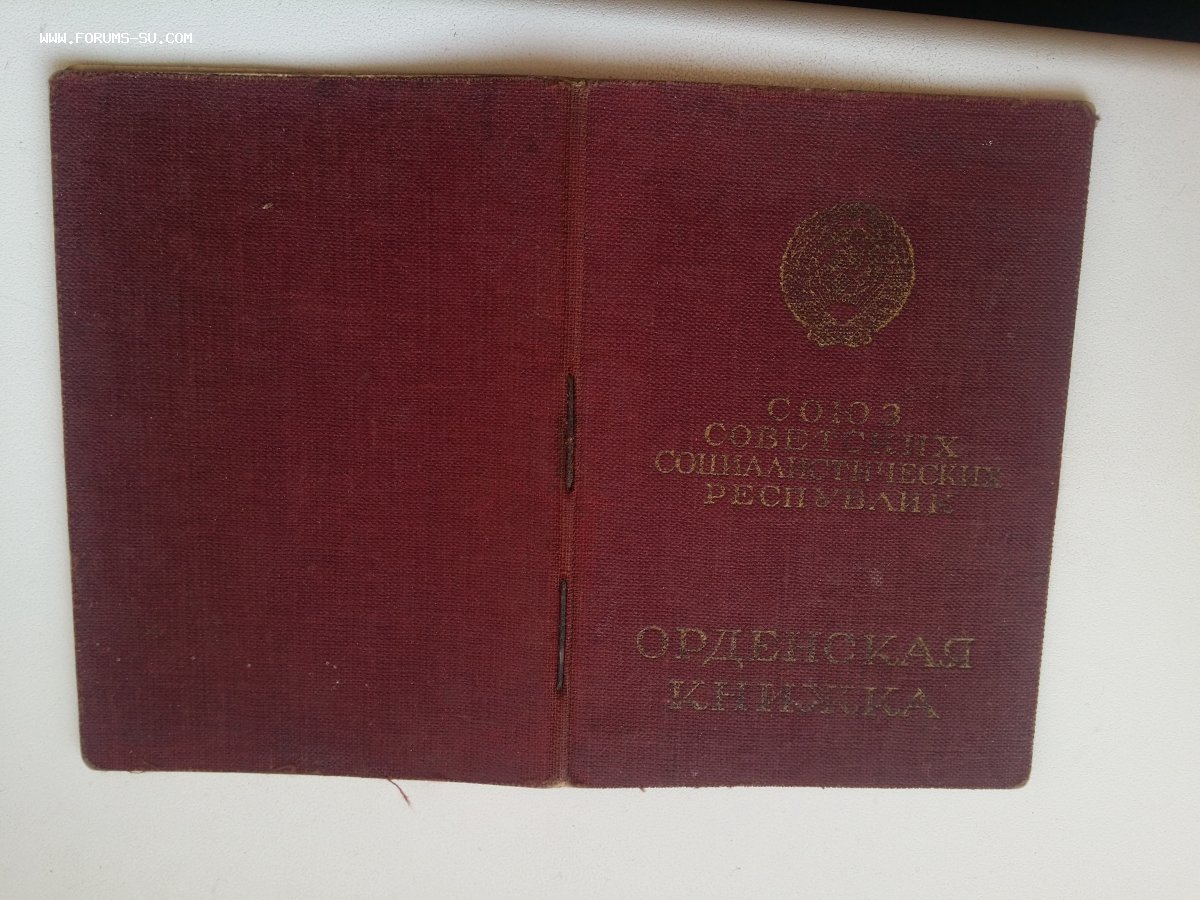 WWW.FORUMS-SU.COM
СОЮЗ
СОВЕТСКИХ
СОЦИАЛИСТИЧЕСКИХ
РЕСПУБЛИК
ОРДЕНСКАЯ
КНИЖКА